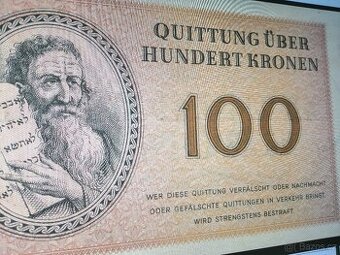 QUITTUNG ÜBER
HUNDERT KRONEN
100
WER DIESE QUITTUNG VERFÄLSCHT ODER NACHMACHT
ODER GEFÄLSCHTE QUITTUNGEN IN VERKEHR BRINGT,
WIRD STRENGSTENS BESTRAFT